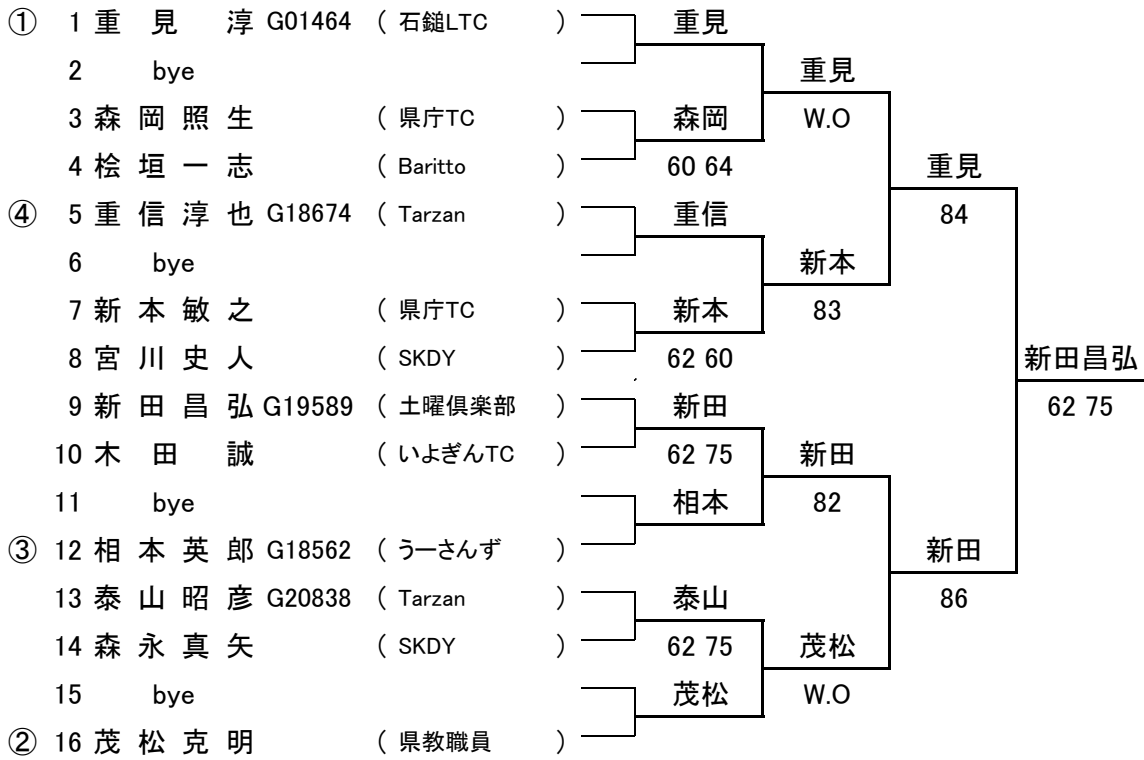 ① 1 重 見 淳 G01464 ( 石鎚LTC ) 重見
2 bye 重見
3 森 岡 照 生 ( 県庁TC ) 森岡 W.O
4 桧 垣 一 志 ( Baritto ) 60 64 重見
④ 5 重 信 淳 也 G18674 ( Tarzan ) 重信 84
6 bye 新本
7 新 本 敏 之 ( 県庁TC ) 新本 83
8 宮 川 史 人 ( SKDY ) 62 60 新田昌弘
9 新 田 昌 弘 G19589 ( 土曜倶楽部 ) 新田 62 75
10 木 田 誠 ( いよぎんTC ) 62 75 新田
11 bye 相本 82
③ 12 相 本 英 郎 G18562 ( うーさんず ) 新田
13 泰 山 昭 彦 G20838 ( Tarzan ) 泰山 86
14 森 永 真 矢 ( SKDY ) 62 75 茂松
15 bye 茂松 W.O
② 16 茂 松 克 明 ( 県教職員 )